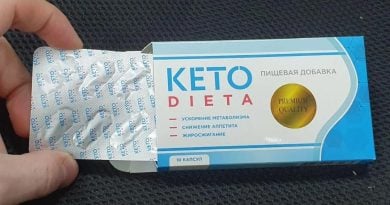 KETO
DIETA
ПИЩЕВАЯ ДОБАВКА
PREMIUM
QUALITY
УСКОРЕНИЕ МЕТАБОЛИЗМА
СНИЖЕНИЕ АППЕТИТА
ЖИРОСЖИГАНИЕ
10 КАПСУЛ